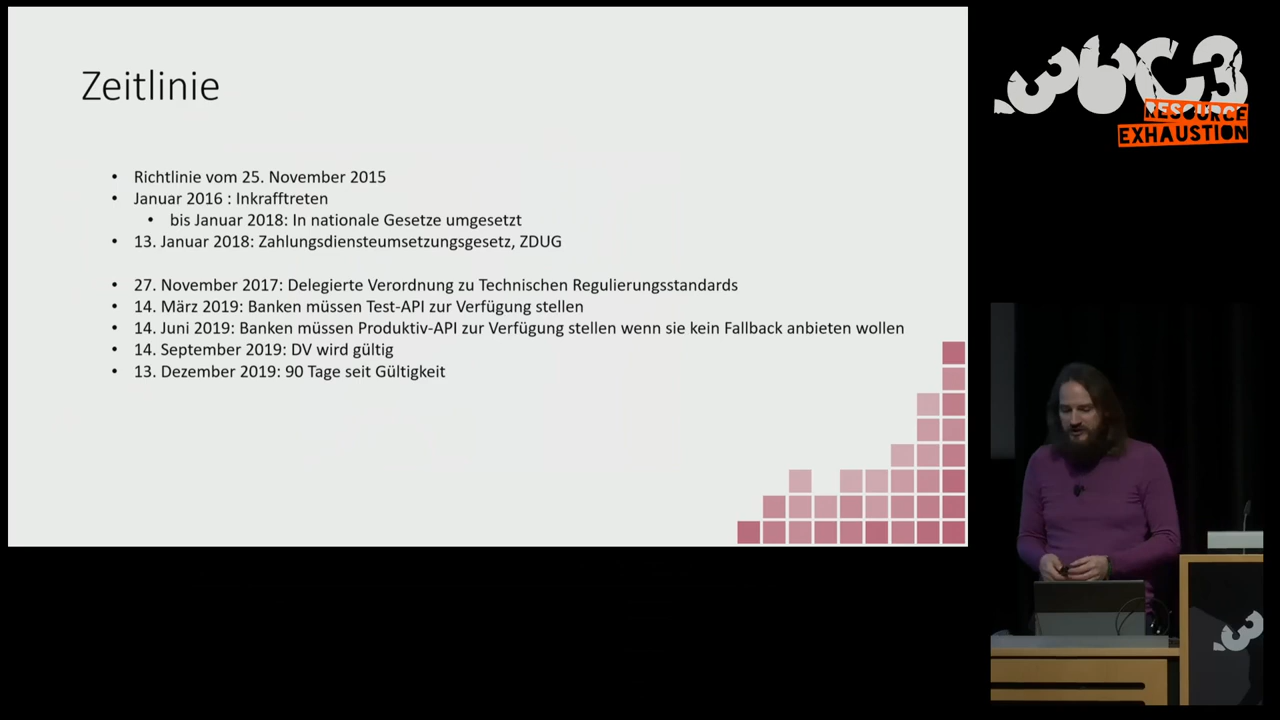 Zeitlinie
• Richtlinie vom 25. November 2015
• Januar 2016 : Inkrafttreten
• bis Januar 2018: In nationale Gesetze umgesetzt
• 13. Januar 2018: Zahlungsdiensteumsetzungsgesetz, ZDUG
• 27. November 2017: Delegierte Verordnung zu Technischen Regulierungsstandards
• 14. März 2019: Banken müssen Test-API zur Verfügung stellen
• 14. Juni 2019: Banken müssen Produktiv-API zur Verfügung stellen wenn sie kein Fallback anbieten wollen
• 14. September 2019: DV wird gültig
• 13. Dezember 2019: 90 Tage seit Gültigkeit
36C3
RESOURCE
EXHAUSTION